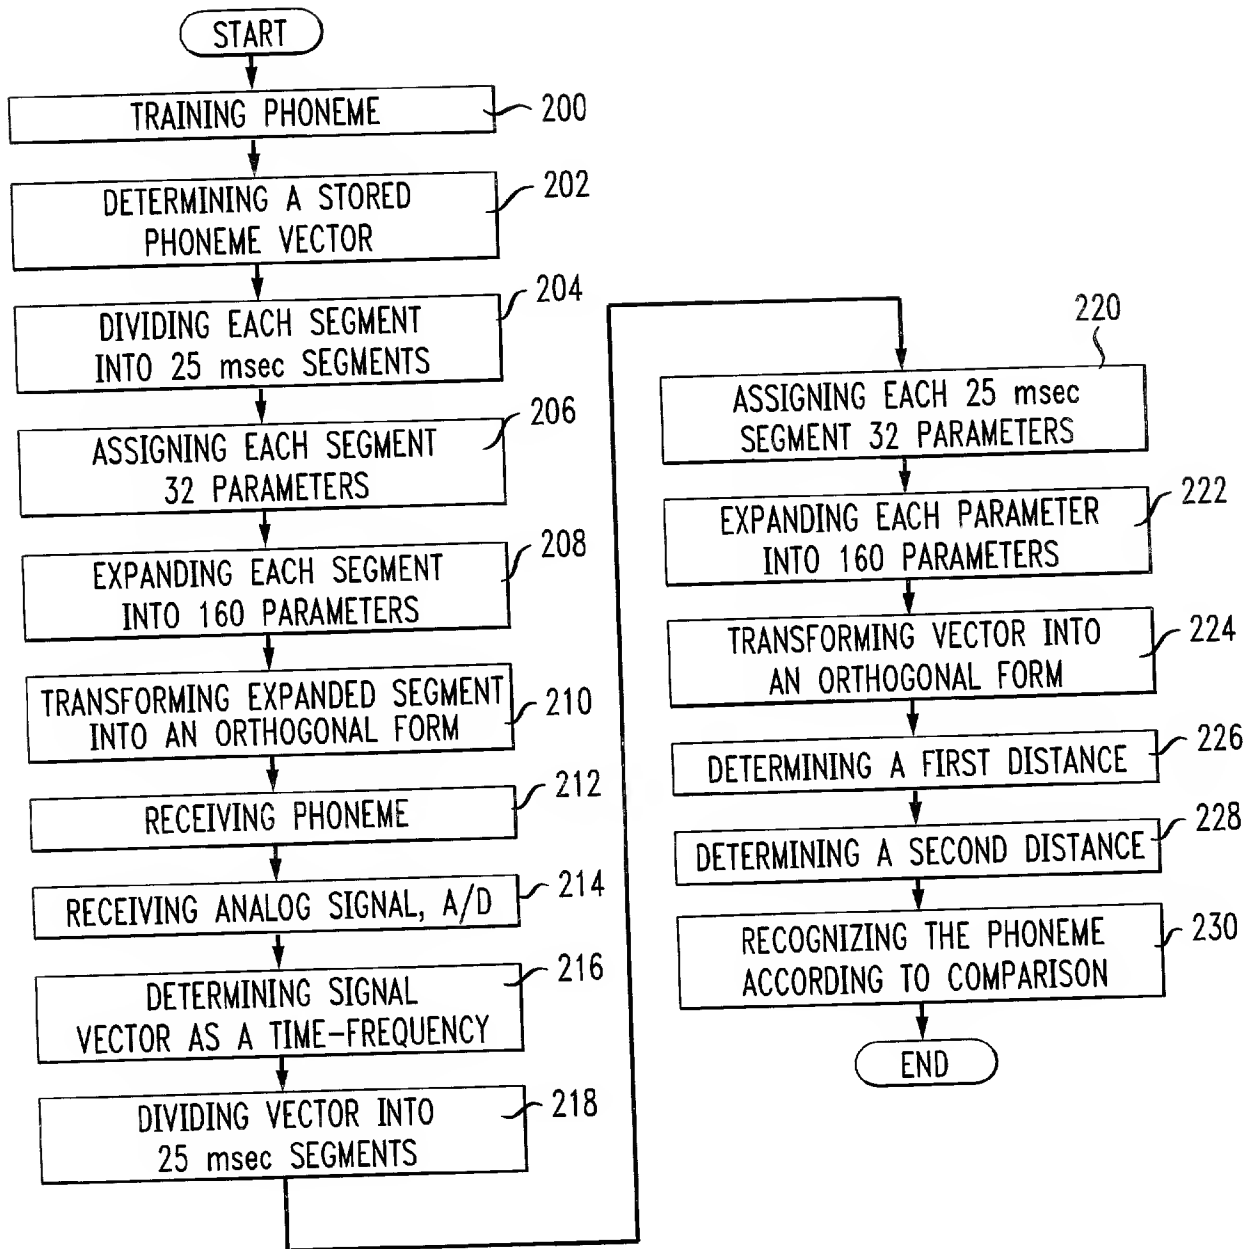 START
TRAINING PHONEME
200
DETERMINING A STORED
PHONEME VECTOR
202
DIVIDING EACH SEGMENT
INTO 25 msec SEGMENTS
204
ASSIGNING EACH SEGMENT
32 PARAMETERS
206
EXPANDING EACH SEGMENT
INTO 160 PARAMETERS
208
TRANSFORMING EXPANDED SEGMENT
INTO AN ORTHOGONAL FORM
210
RECEIVING PHONEME
212
RECEIVING ANALOG SIGNAL, A/D
214
DETERMINING SIGNAL
VECTOR AS A TIME-FREQUENCY
216
DIVIDING VECTOR INTO
25 msec SEGMENTS
218
220
ASSIGNING EACH 25 msec
SEGMENT 32 PARAMETERS
EXPANDING EACH PARAMETER
INTO 160 PARAMETERS
222
TRANSFORMING VECTOR INTO
AN ORTHOGONAL FORM
224
DETERMINING A FIRST DISTANCE
226
DETERMINING A SECOND DISTANCE
228
RECOGNIZING THE PHONEME
ACCORDING TO COMPARISON
230
END